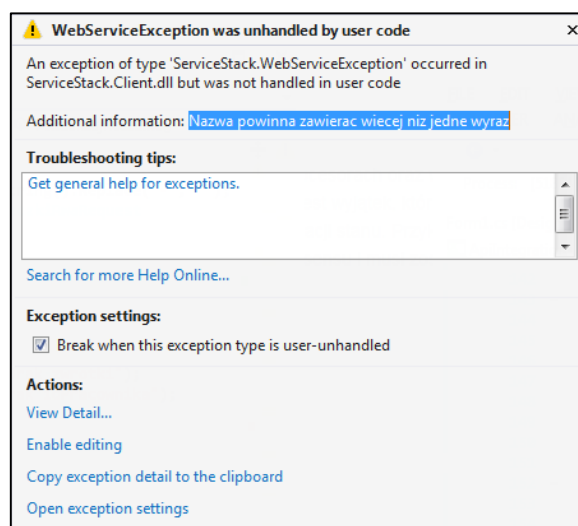 WebServiceException was unhandled by user code
An exception of type 'ServiceStack.WebServiceException' occurred in
ServiceStack.Client.dll but was not handled in user code
Additional information: Nazwa powinna zawierac wiecej niz jedne wyraz
Troubleshooting tips:
Get general help for exceptions.
Search for more Help Online...
Exception settings:
Break when this exception type is user-unhandled
Actions:
View Detail...
Enable editing
Copy exception detail to the clipboard
Open exception settings